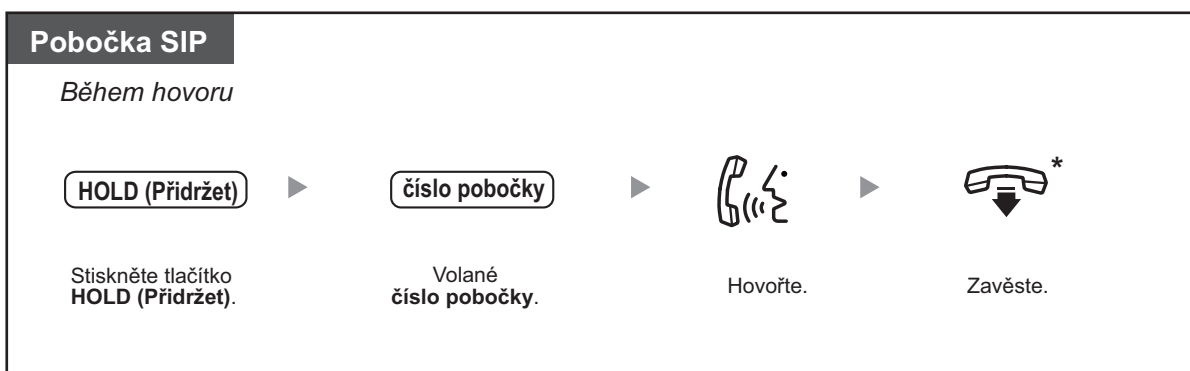 Pobočka SIP
Během hovoru
HOLD (Přidržet)
číslo pobočky
*
Stiskněte tlačítko
HOLD (Přidržet).
Volané
číslo pobočky.
Hovořte.
Zavěste.